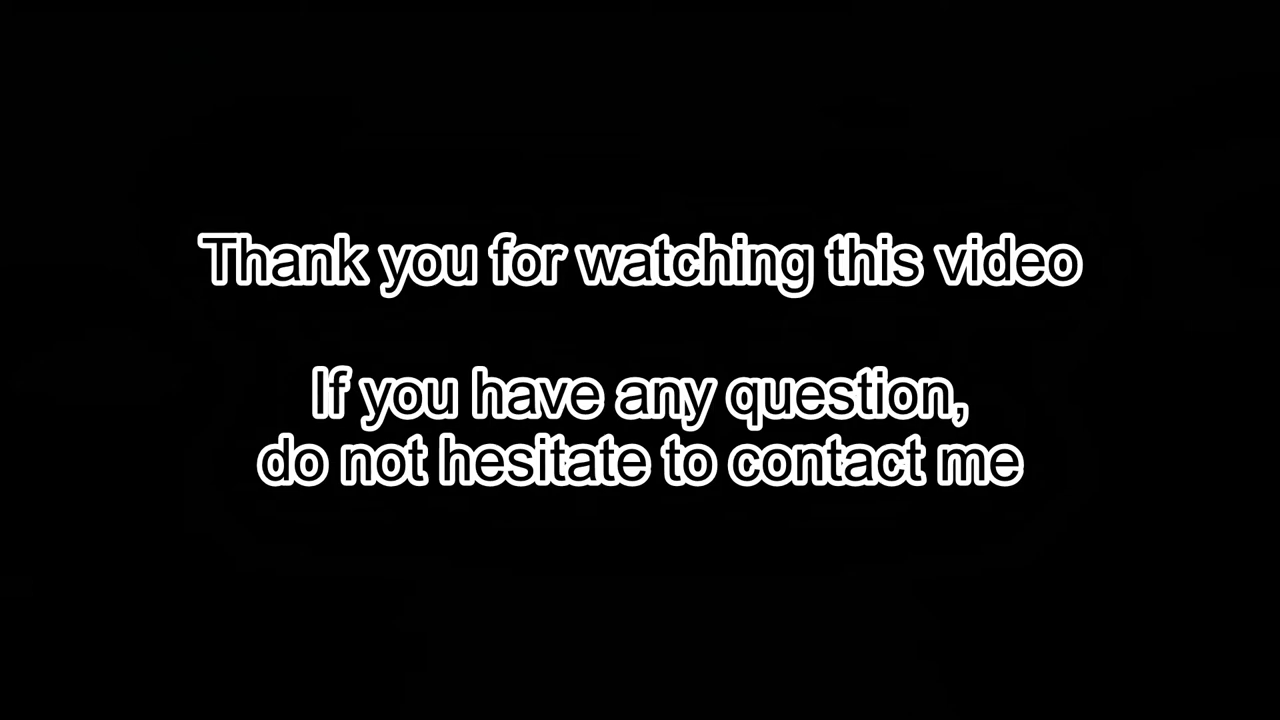 Thank you for watching this video
If you have any question,
do not hesitate to contact me